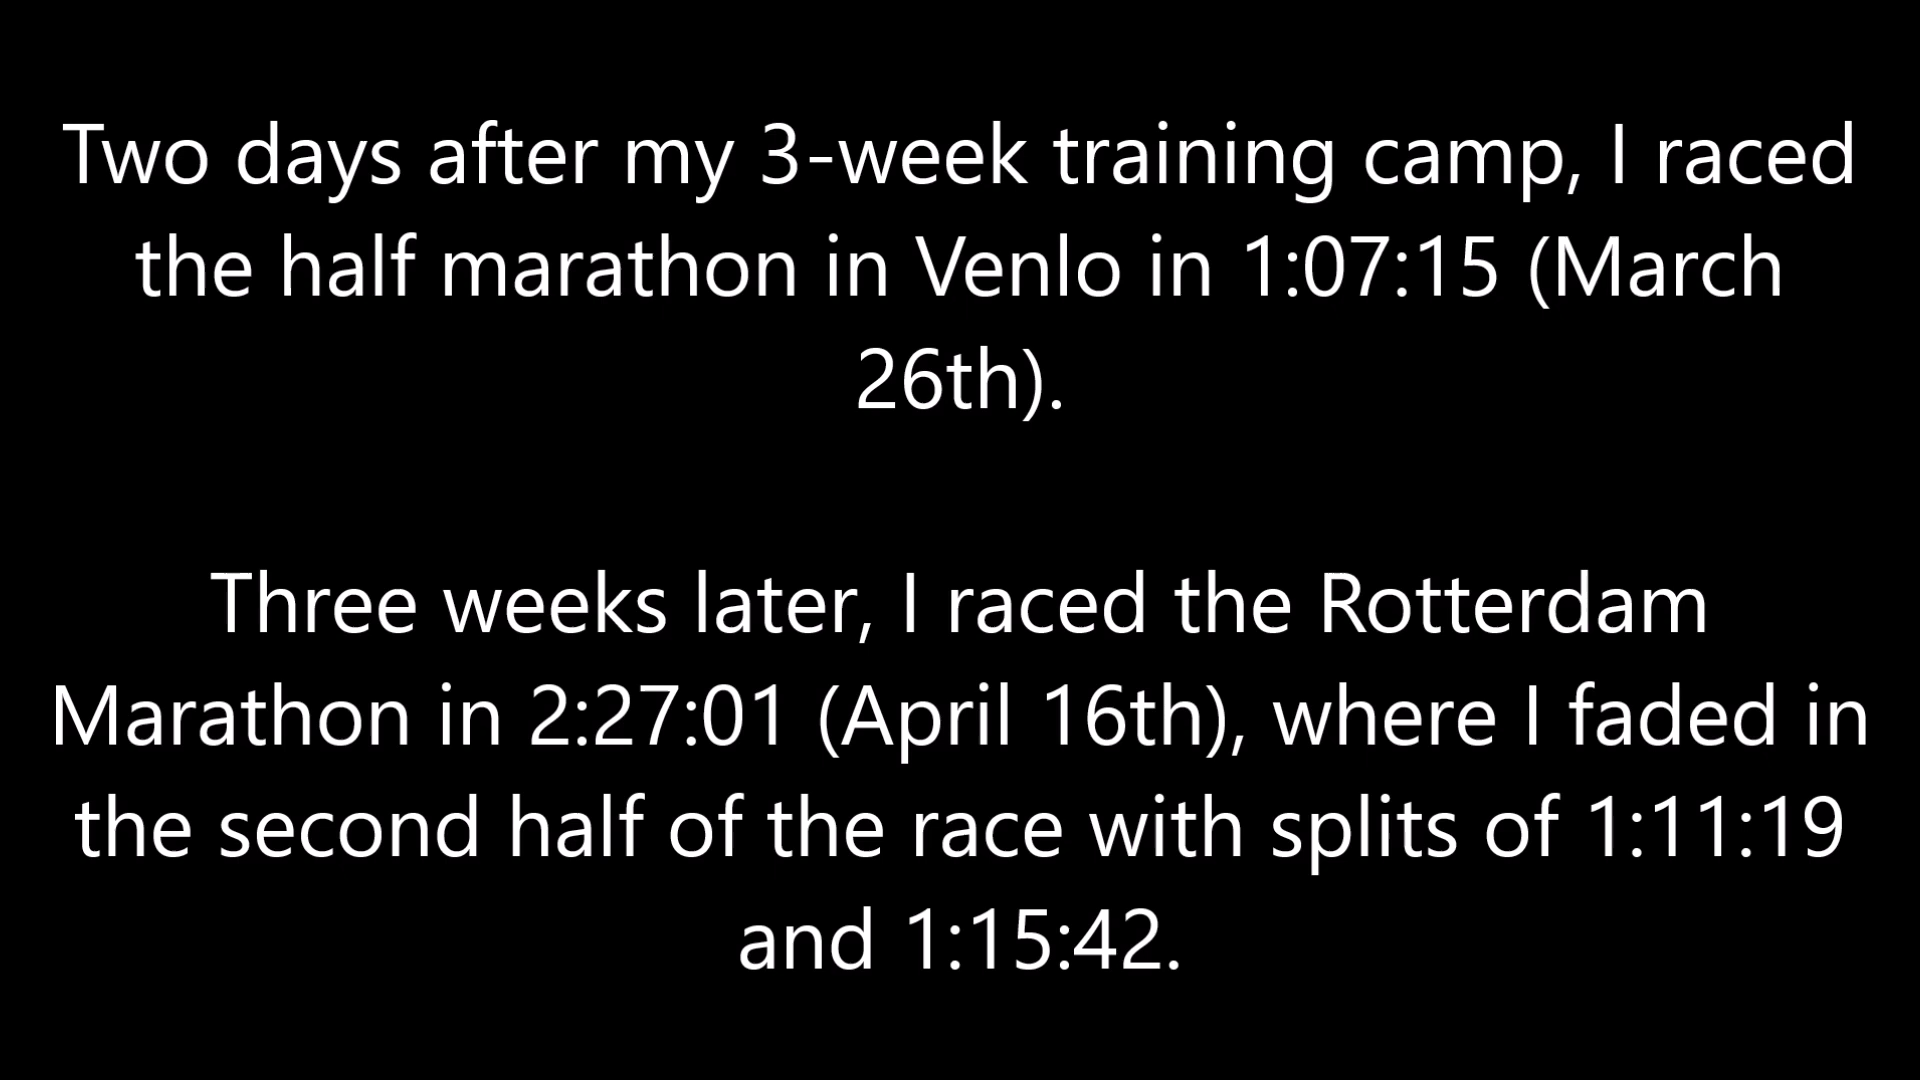 Two days after my 3-week training camp, I raced
the half marathon in Venlo in 1:07:15 (March
26th).
Three weeks later, I raced the Rotterdam
Marathon in 2:27:01 (April 16th), where I faded in
the second half of the race with splits of 1:11:19
and 1:15:42.